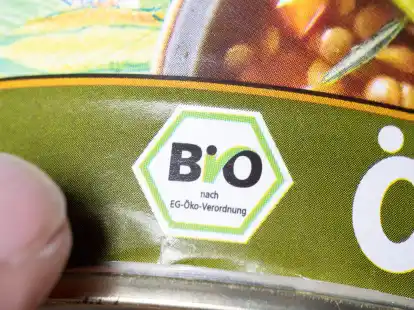 BIO
nach
EG-Öko-Verordnung
Ö